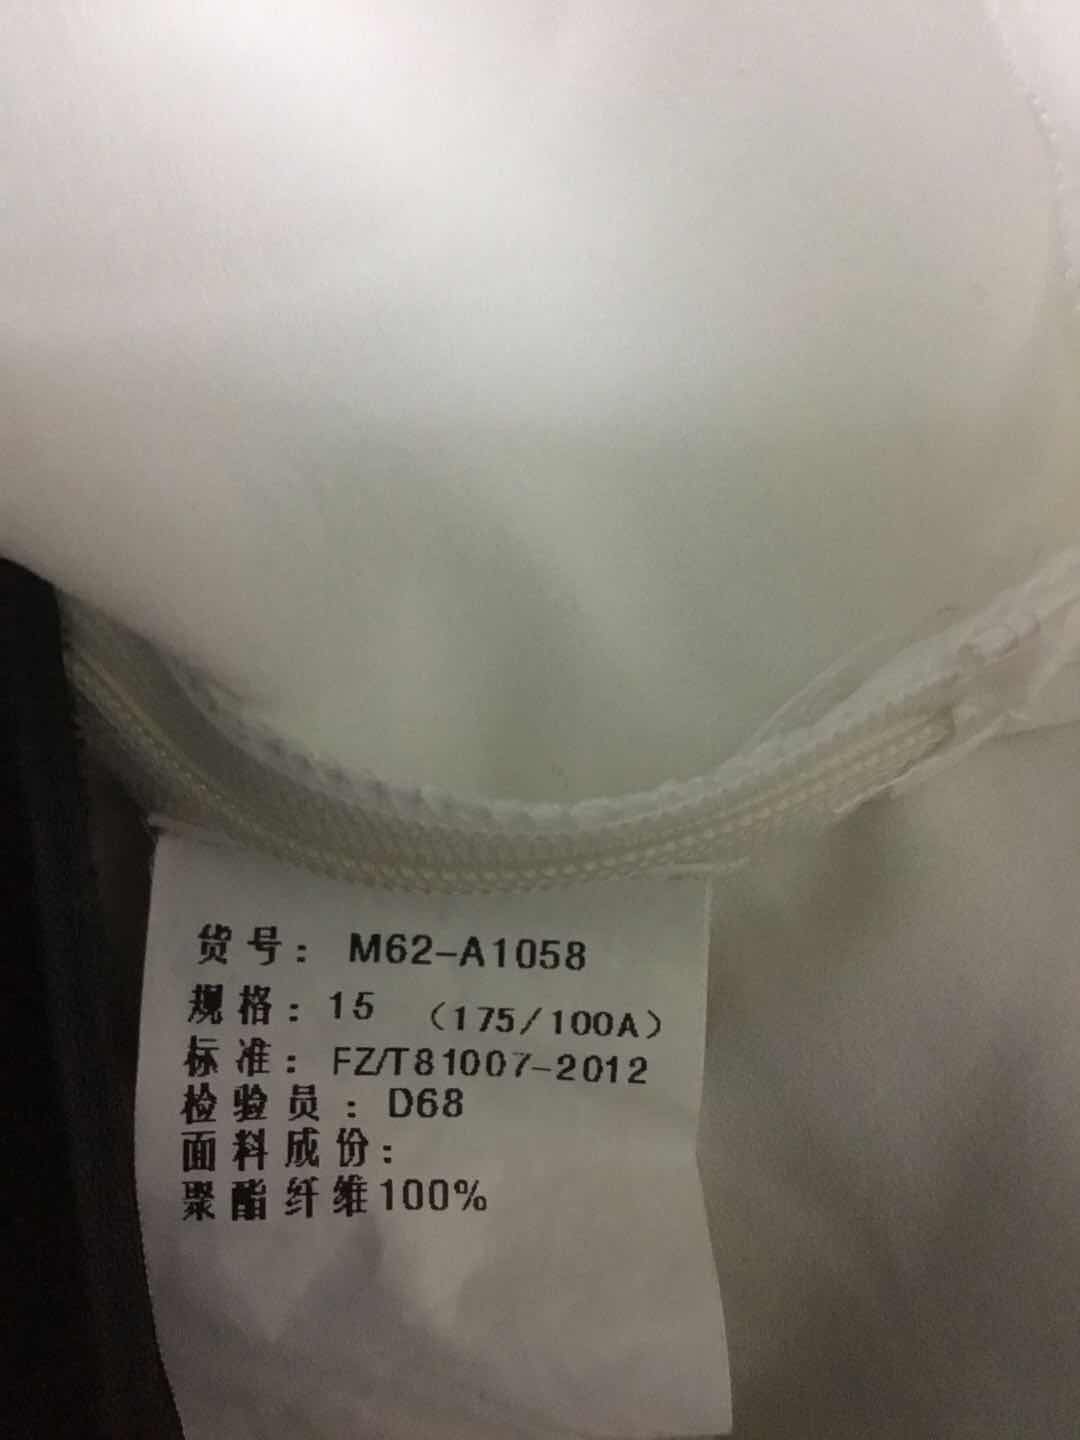 货号：M62-A1058
规格：15 （175/100A）
标准：FZ/T81007-2012
检验员：D68
面料成份：
聚酯纤维100%